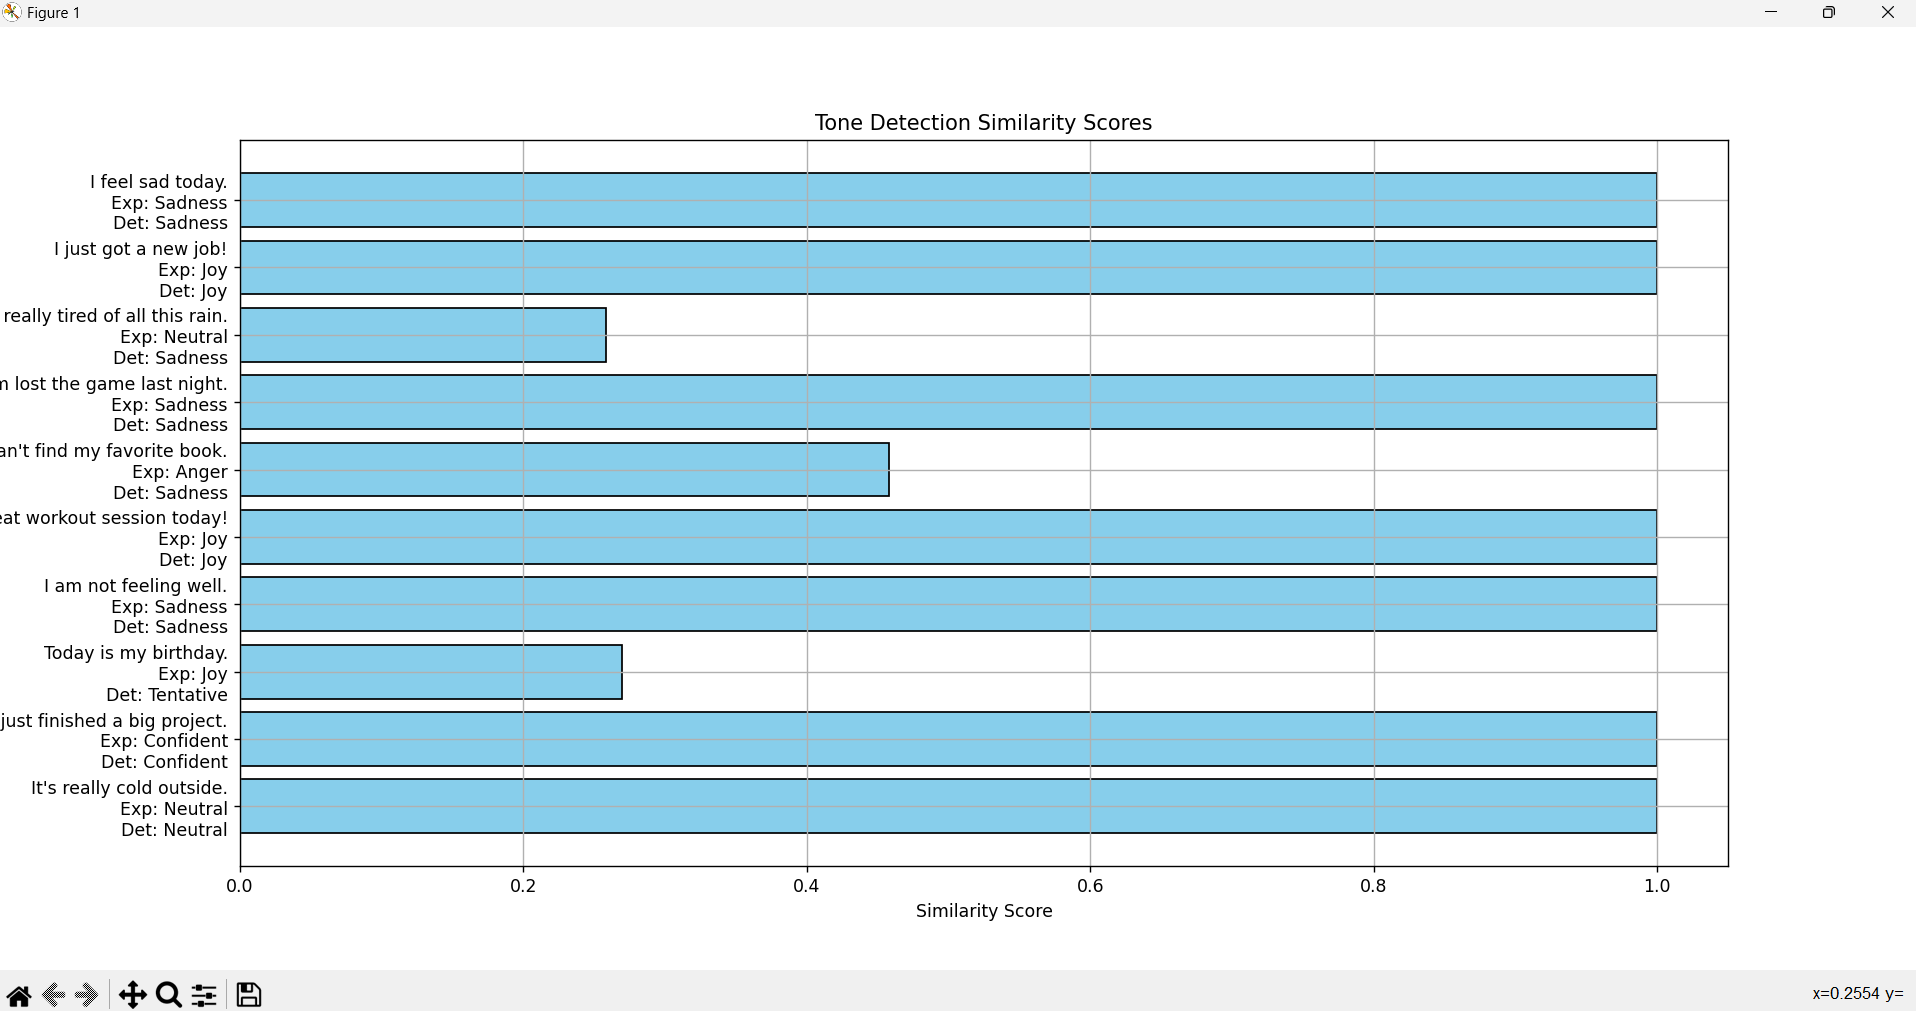 Figure 1
Tone Detection Similarity Scores
I feel sad today.
Exp: Sadness
Det: Sadness
I just got a new job!
Exp: Joy
Det: Joy
really tired of all this rain.
Exp: Neutral
Det: Sadness
lost the game last night.
Exp: Sadness
Det: Sadness
find my favorite book.
Exp: Anger
Det: Sadness
workout session today!
Exp: Joy
Det: Joy
I am not feeling well.
Exp: Sadness
Det: Sadness
Today is my birthday.
Exp: Joy
Det: Tentative
just finished a big project.
Exp: Confident
Det: Confident
It's really cold outside.
Exp: Neutral
Det: Neutral
0.0 0.2 0.4 0.6 0.8 1.0
Similarity Score
x=0.2554 y=